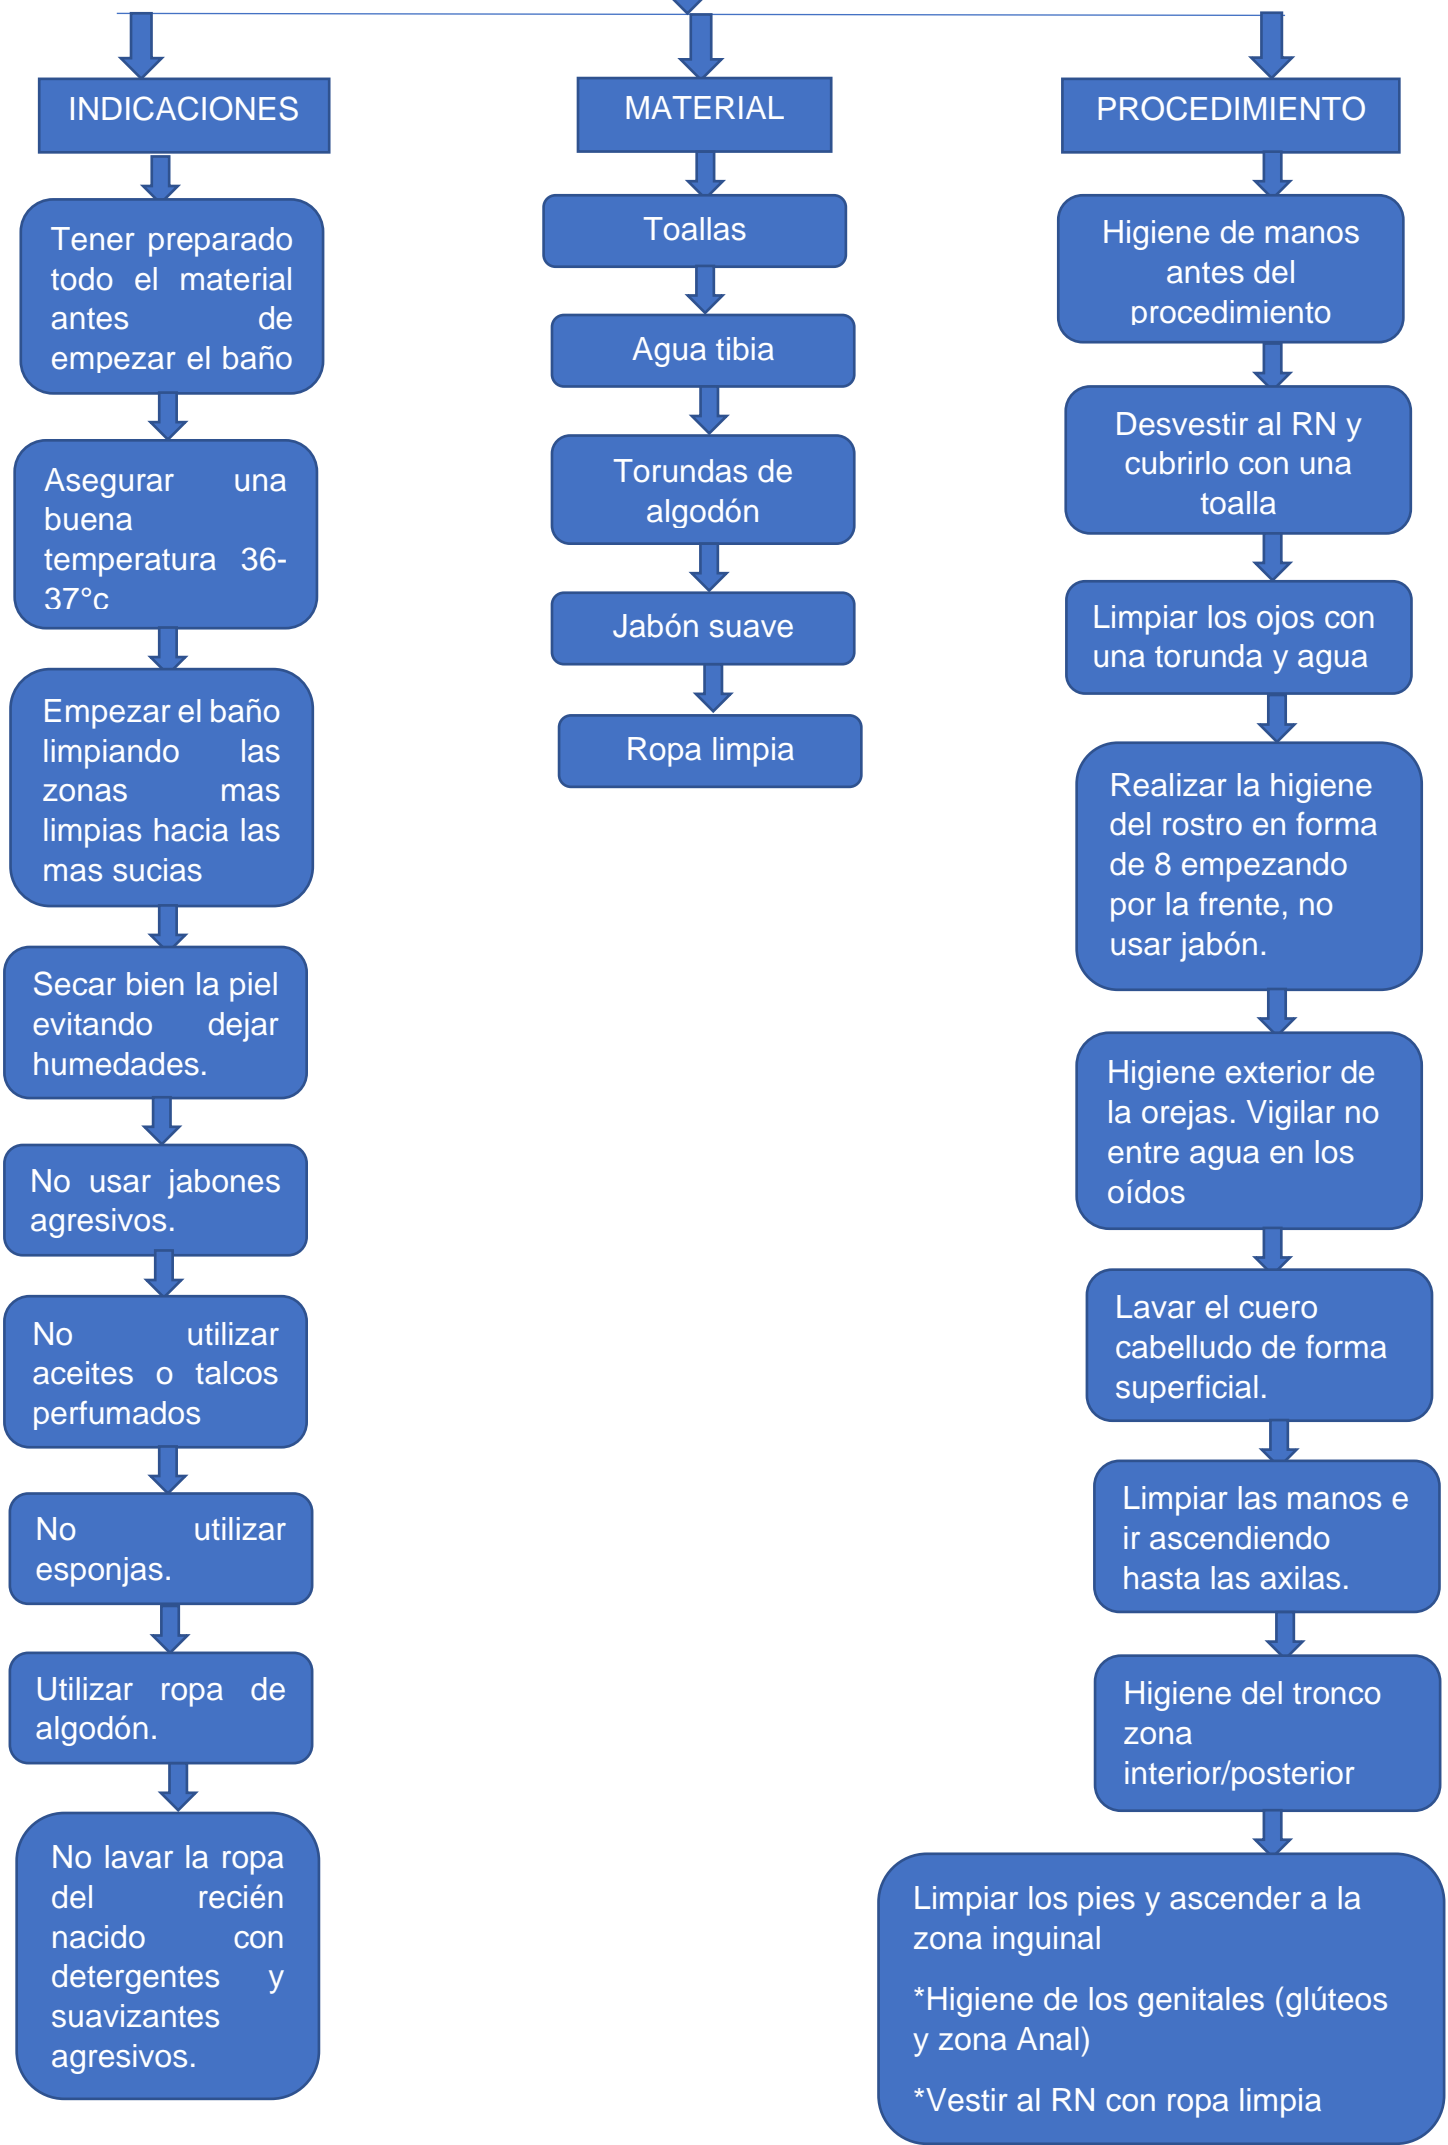 INDICACIONES
Tener preparado
todo el material
antes de
empezar el baño
Asegurar una
buena
temperatura 36-
37°c
Empezar el baño
limpiando las
zonas mas
limpias hacia las
mas sucias
Secar bien la piel
evitando dejar
humedades.
No usar jabones
agresivos.
No utilizar
aceites o talcos
perfumados
No utilizar
esponjas.
Utilizar ropa de
algodón.
No lavar la ropa
del recién
nacido con
detergentes y
suavizantes
agresivos.
MATERIAL
Toallas
Agua tibia
Torundas de
algodón
Jabón suave
Ropa limpia
PROCEDIMIENTO
Higiene de manos
antes del
procedimiento
Desvestir al RN y
cubrirlo con una
toalla
Limpiar los ojos con
una torunda y agua
Realizar la higiene
del rostro en forma
de 8 empezando
por la frente, no
usar jabón.
Higiene exterior de
la orejas. Vigilar no
entre agua en los
oídos
Lavar el cuero
cabelludo de forma
superficial.
Limpiar las manos e
ir ascendiendo
hasta las axilas.
Higiene del tronco
zona
interior/posterior
Limpiar los pies y ascender a la
zona inguinal
*Higiene de los genitales (glúteos
y zona Anal)
*Vestir al RN con ropa limpia